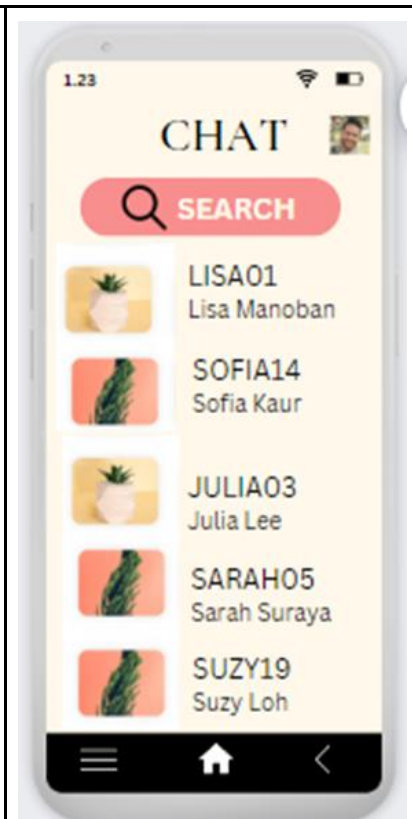 1.23
CHAT
SEARCH
LISA01
Lisa Manoban
SOFIA14
Sofia Kaur
JULIA03
Julia Lee
SARAH05
Sarah Suraya
SUZY19
Suzy Loh